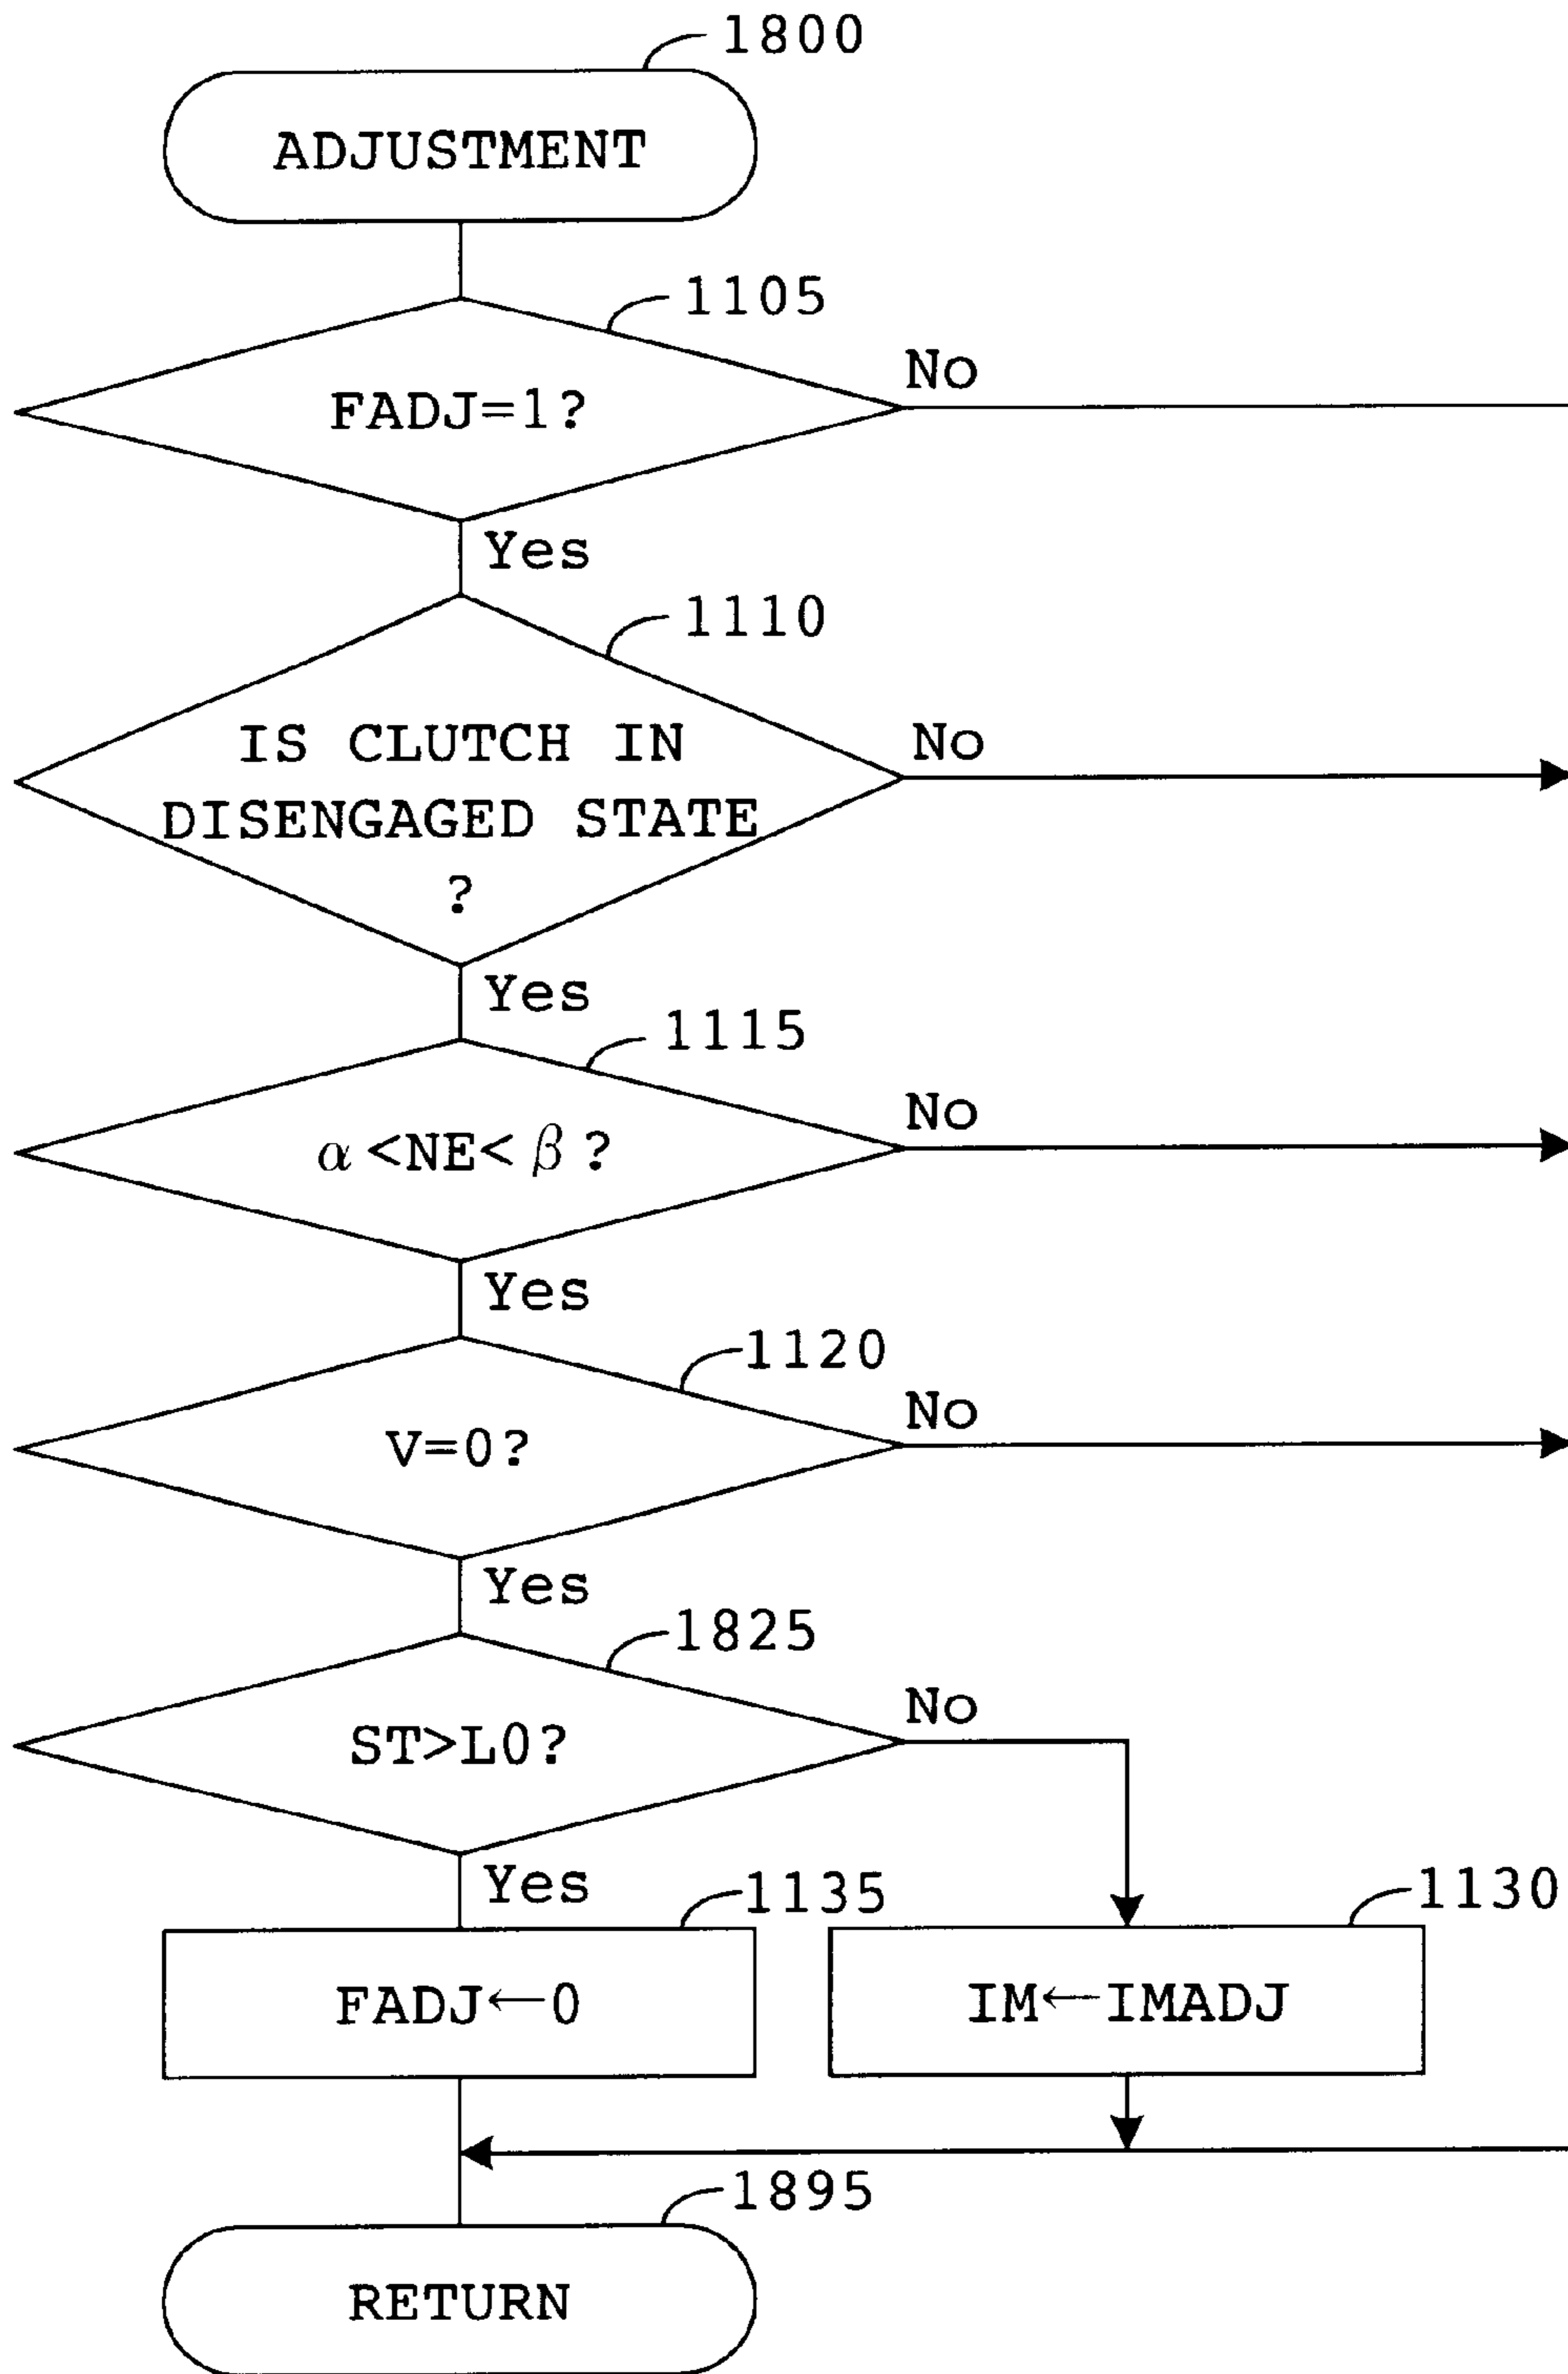 1800
ADJUSTMENT
1105
FADJ=1?
No
Yes
1110
IS CLUTCH IN
DISENGAGED STATE
?
No
Yes
1115
α<NE<β?
No
Yes
1120
V=0?
No
Yes
1825
ST>L0?
No
Yes
1135
FADJ←0
1130
IM←IMADJ
1895
RETURN